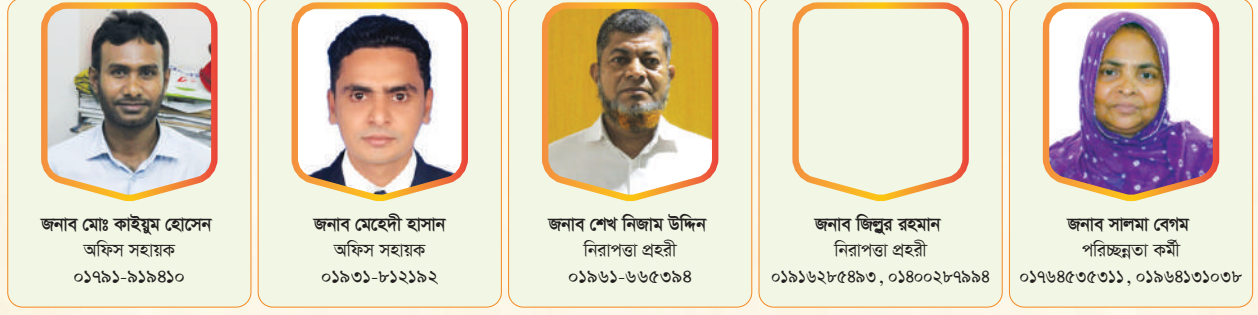 জনাব মোঃ কাইয়ুম হোসেন
অফিস সহায়ক
০১৭৯১-৯১৯৪১০
জনাব মেহেদী হাসান
অফিস সহায়ক
০১৯৩১-৮১২১৯২
জনাব শেখ নিজাম উদ্দিন
নিরাপত্তা প্রহরী
০১৯৬১-৬৬৫৩৯৪
জনাব জিল্লুর রহমান
নিরাপত্তা প্রহরী
০১৯১৬২৮৫৪৯৩, ০১৪০০২৮৭৯৯৪
জনাব সালমা বেগম
পরিচ্ছন্নতা কর্মী
০১৭৬৪৫৩৫৩১১, ০১৯৬৪১৩১০৩৮